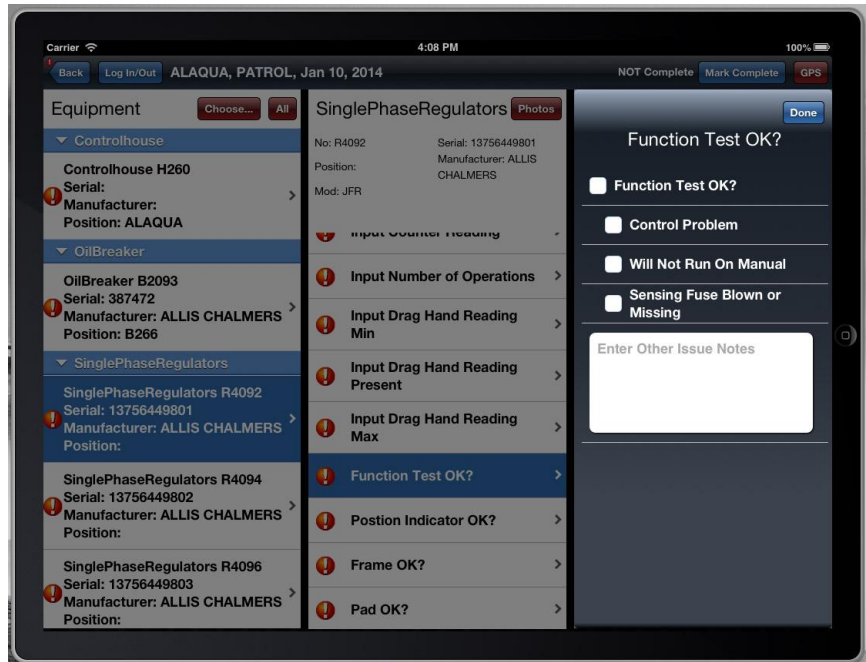 Carrier
4:08 PM
100%
Back
Log In/Out
ALAQUA, PATROL, Jan 10, 2014
NOT Complete
Mark Complete
GPS
Equipment
Choose...
All
Controlhouse
Controlhouse H260
Serial:
Manufacturer:
Position: ALAQUA
OilBreaker
OilBreaker B2093
Serial: 387472
Manufacturer: ALLIS CHALMERS
Position: B266
SinglePhaseRegulators
SinglePhaseRegulators R4092
Serial: 13756449801
Manufacturer: ALLIS CHALMERS
Position:
SinglePhaseRegulators R4094
Serial: 13756449802
Manufacturer: ALLIS CHALMERS
Position:
SinglePhaseRegulators R4096
Serial: 13756449803
Manufacturer: ALLIS CHALMERS
Position:
SinglePhaseRegulators
Photos
No: R4092
Serial: 13756449801
Position:
Manufacturer: ALLIS
CHALMERS
Mod: JFR
Input Counter Reading
Input Number of Operations
Input Drag Hand Reading
Min
Input Drag Hand Reading
Present
Input Drag Hand Reading
Max
Function Test OK?
Postion Indicator OK?
Frame OK?
Pad OK?
Done
Function Test OK?
Function Test OK?
Control Problem
Will Not Run On Manual
Sensing Fuse Blown or
Missing
Enter Other Issue Notes